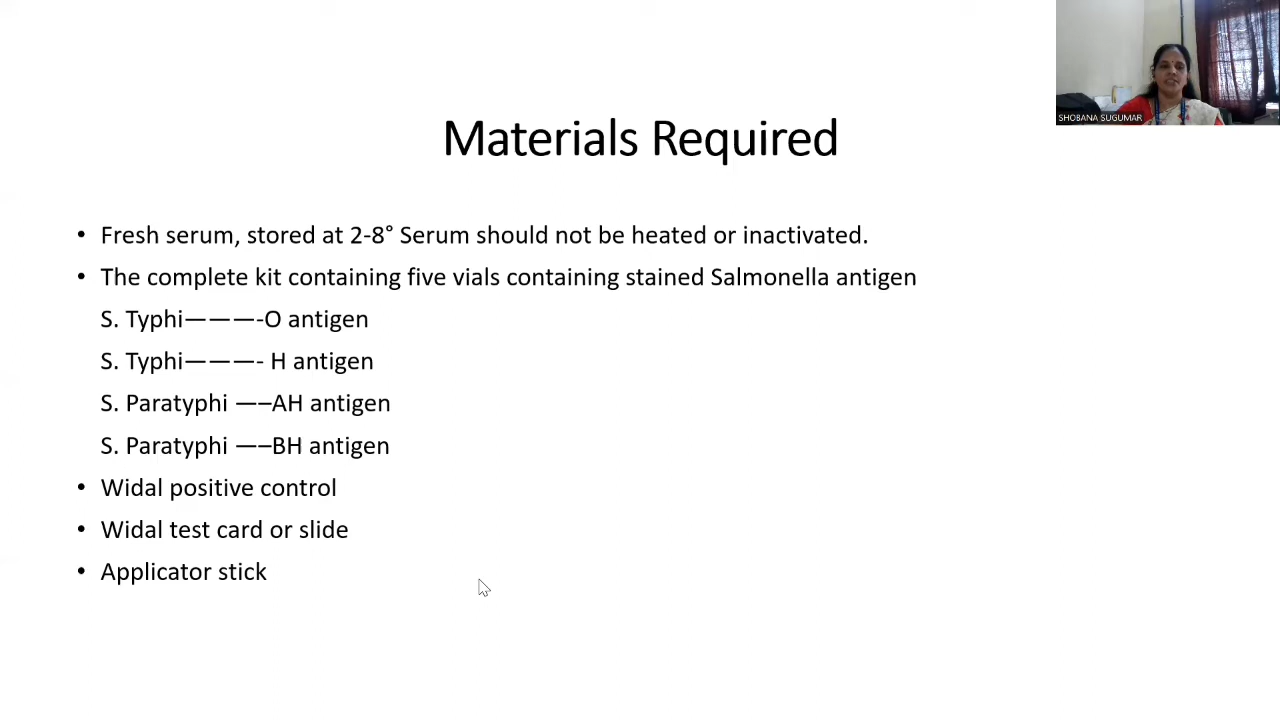 SHOBANA SUGUMAR
Materials Required
• Fresh serum, stored at 2-8° Serum should not be heated or inactivated.
• The complete kit containing five vials containing stained Salmonella antigen
S. Typhi———-O antigen
S. Typhi———- H antigen
S. Paratyphi —–AH antigen
S. Paratyphi —–BH antigen
• Widal positive control
• Widal test card or slide
• Applicator stick